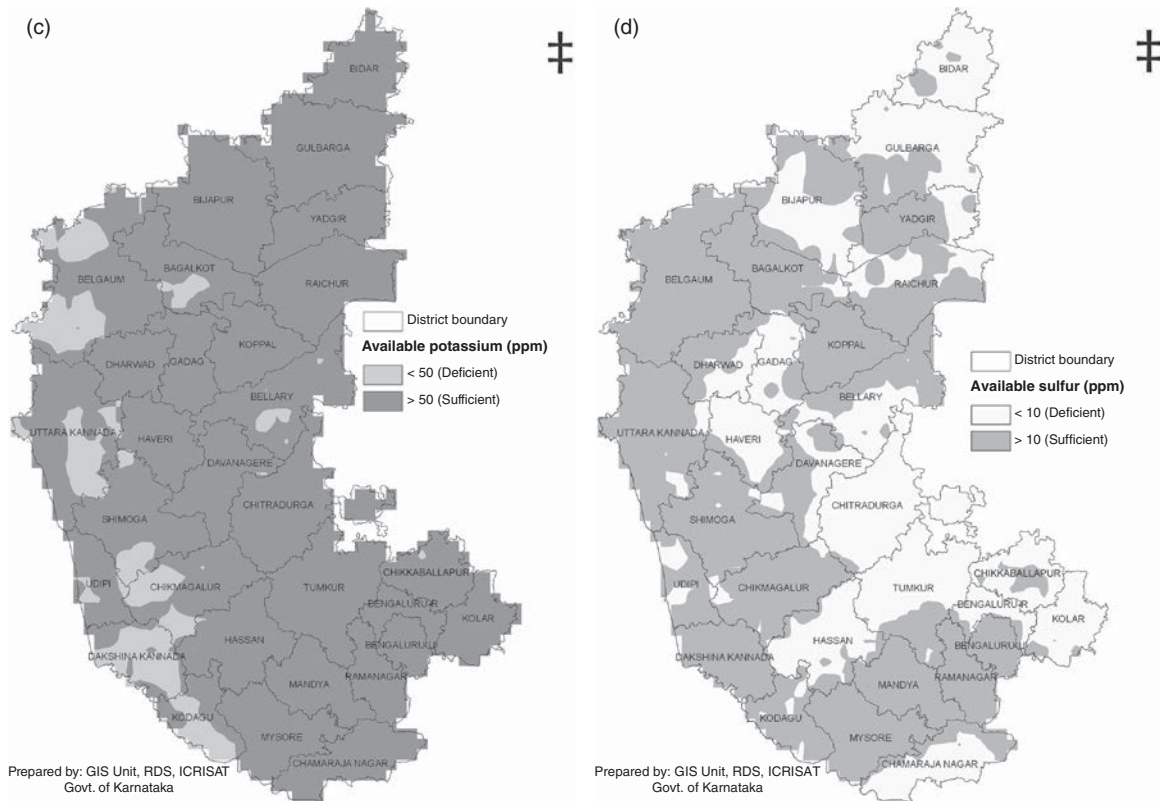 (c)
BIDAR
GULBARGA
BIJAPUR
YADGIR
BAGALKOT
BELGAUM
RAICHUR
KOPPAL
DHARWAD
GADAG
BELLARY
UTTARA KANNADA
HAVERI
DAVANAGERE
CHITRADURGA
SHIMOGA
UDIPI
CHIKMAGALUR
TUMKUR
CHIKKABALLAPUR
BENGALURU-R
KOLAR
HASSAN
BENGALURU-U
DAKSHINA KANNADA
MANDYA
RAMANAGAR
KODAGU
MYSORE
CHAMARAJA NAGAR
District boundary
Available potassium (ppm)
< 50 (Deficient)
> 50 (Sufficient)
Prepared by: GIS Unit, RDS, ICRISAT
Govt. of Karnataka
(d)
BIDAR
GULBARGA
BIJAPUR
YADGIR
BELGAUM
BAGALKOT
RAICHUR
KOPPAL
DHARWAD
GADAG
BELLARY
UTTARA KANNADA
HAVERI
DAVANAGERE
CHITRADURGA
SHIMOGA
UDIPI
CHIKMAGALUR
TUMKUR
CHIKKABALLAPUR
BENGALURU-R
KOLAR
HASSAN
BENGALURU-U
DAKSHINA KANNADA
MANDYA
RAMANAGAR
KODAGU
MYSORE
CHAMARAJA NAGAR
District boundary
Available sulfur (ppm)
< 10 (Deficient)
> 10 (Sufficient)
Prepared by: GIS Unit, RDS, ICRISAT
Govt. of Karnataka